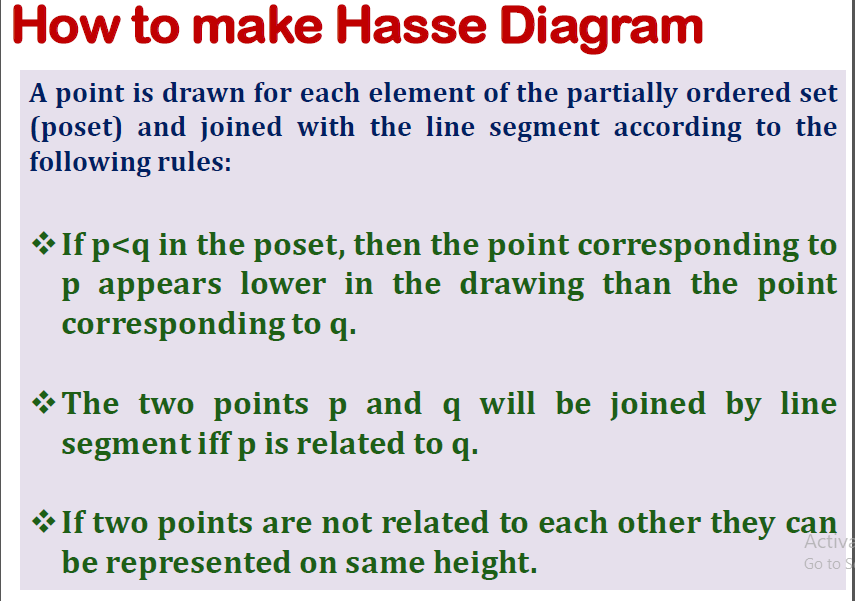 How to make Hasse Diagram
A point is drawn for each element of the partially ordered set
(poset) and joined with the line segment according to the
following rules:
❖ If p<q in the poset, then the point corresponding to
p appears lower in the drawing than the point
corresponding to q.
❖ The two points p and q will be joined by line
segment iff p is related to q.
❖ If two points are not related to each other they can
be represented on same height.
Go to